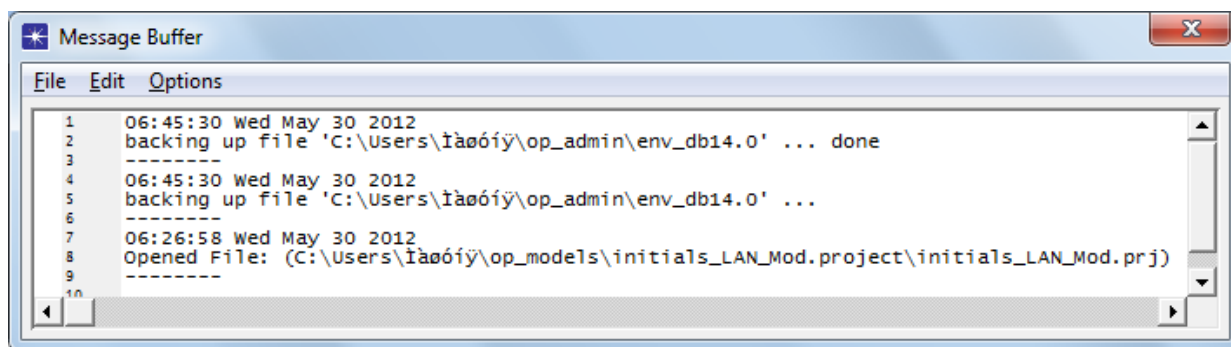 Message Buffer
File Edit Options
1 06:45:30 Wed May 30 2012
2 backing up file 'C:\Users\Ìàøóíÿ\op_admin\env_db14.0' ... done
3 --------
4 06:45:30 Wed May 30 2012
5 backing up file 'C:\Users\Ìàøóíÿ\op_admin\env_db14.0' ...
6 --------
7 06:26:58 Wed May 30 2012
8 Opened File: (C:\Users\Ìàøóíÿ\op_models\initials_LAN_Mod.project\initials_LAN_Mod.prj)
9 --------
10